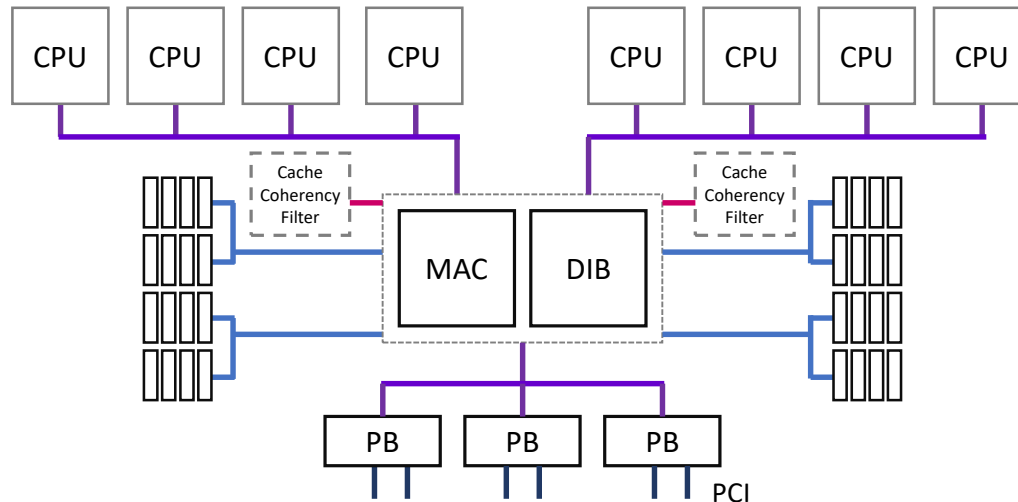 CPU
CPU
CPU
CPU
CPU
CPU
CPU
CPU
Cache
Coherency
Filter
Cache
Coherency
Filter
MAC
DIB
PB
PB
PB
PCI